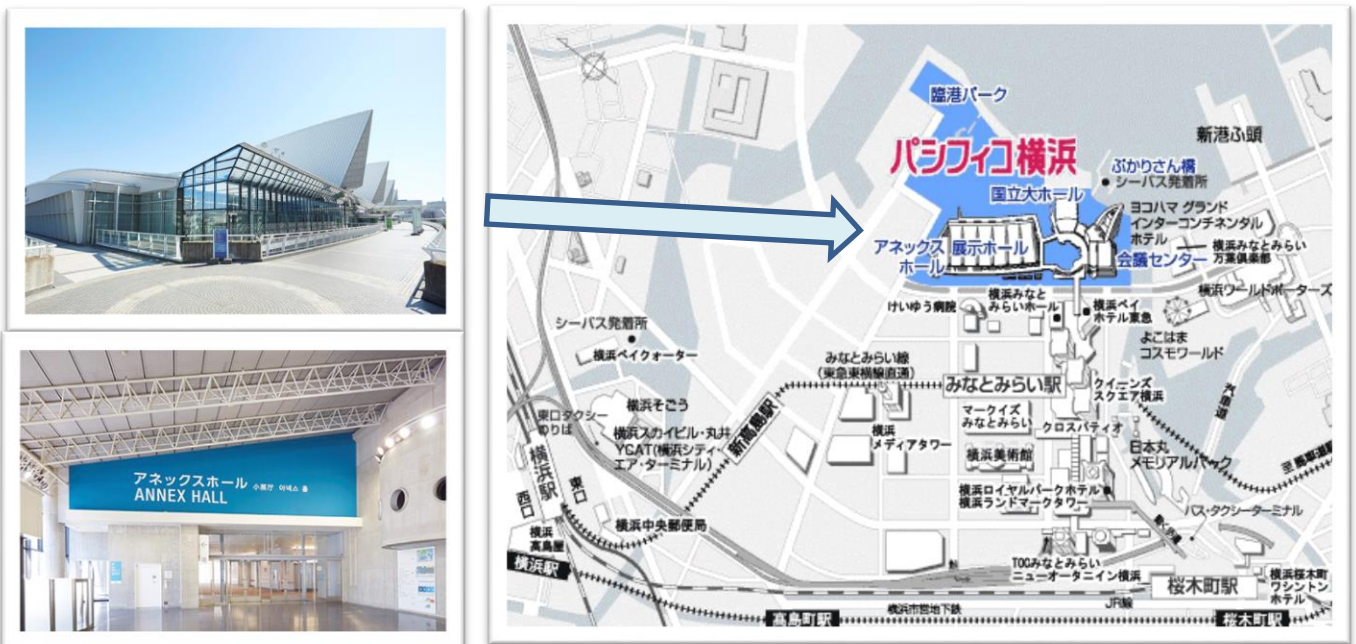 アネックスホール 小展厅 아넥스 홀
ANNEX HALL
臨港パーク
パシフィコ横浜
新港ふ頭
ぷかりさん橋
シーバス発着所
国立大ホール
ヨコハマ グランド
インターコンチネンタル
ホテル
アネックス
ホール
展示ホール
会議センター
横浜みなとみらい
万葉倶楽部
けいゆう病院
横浜みなと
みらいホール
横浜ベイ
ホテル東急
横浜ワールドポーターズ
よこはま
コスモワールド
シーバス発着所
横浜ベイクォーター
みなとみらい線
(東急東横線直通)
みなとみらい駅
クイーンズ
スクエア横浜
汽車道
東口タクシー
のりば
横浜そごう
横浜スカイビル・丸井
YCAT(横浜シティ・
エア・ターミナル)
新高島駅
横浜
メディアタワー
マークイズ
みなとみらい
クロスパティオ
横浜美術館
日本丸
メモリアルパーク
至 馬車道駅
横浜駅
東口
西口
横浜ロイヤルパークホテル
横浜ランドマークタワー
動く歩道
バス・タクシーターミナル
横浜中央郵便局
横浜
高島屋
横浜駅
TOCみなとみらい
ニューオータニイン横浜
桜木町駅
横浜桜木町
ワシントン
ホテル
JR線
横浜市営地下鉄
高島町駅
桜木町駅